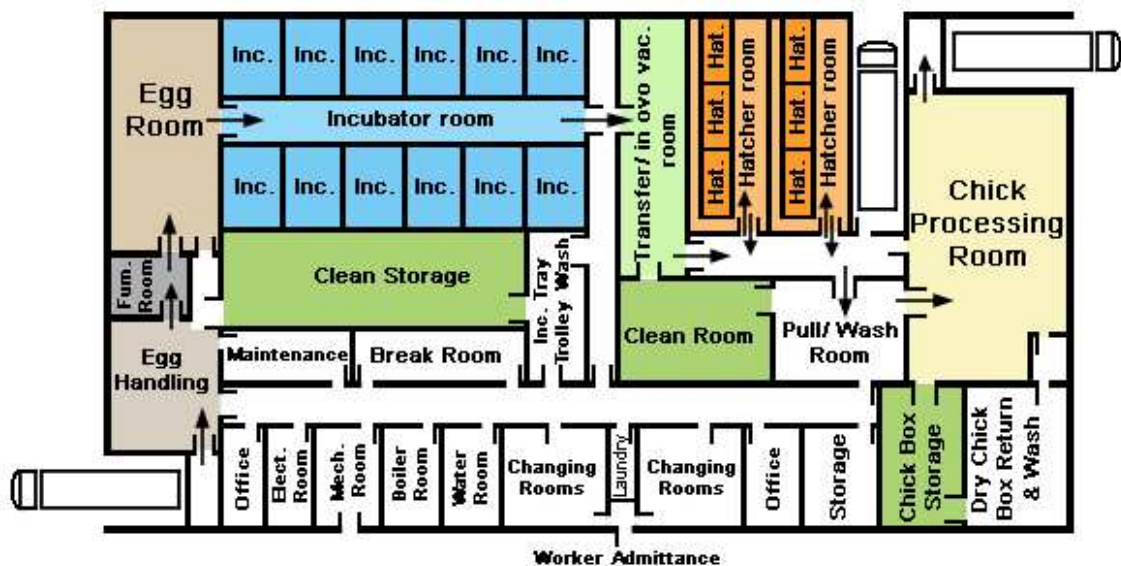 Inc. Inc. Inc. Inc. Inc. Inc.
Egg
Room
Incubator room
Inc. Inc. Inc. Inc. Inc. Inc.
Transfer/ in ovo vac.
room
Hat. Hat. Hat.
Hatcher room
Hat. Hat. Hat.
Hatcher room
Chick
Processing
Room
Fum.
Room
Clean Storage
Inc. Tray
Trolley Wash
Clean Room
Pull/ Wash
Room
Egg
Handling
Maintenance
Break Room
Office
Elect.
Room
Mech.
Room
Boiler
Room
Water
Room
Changing
Rooms
Laundry
Changing
Rooms
Office
Storage
Chick Box
Storage
Dry Chick
Box Return
& Wash
Worker Admittance